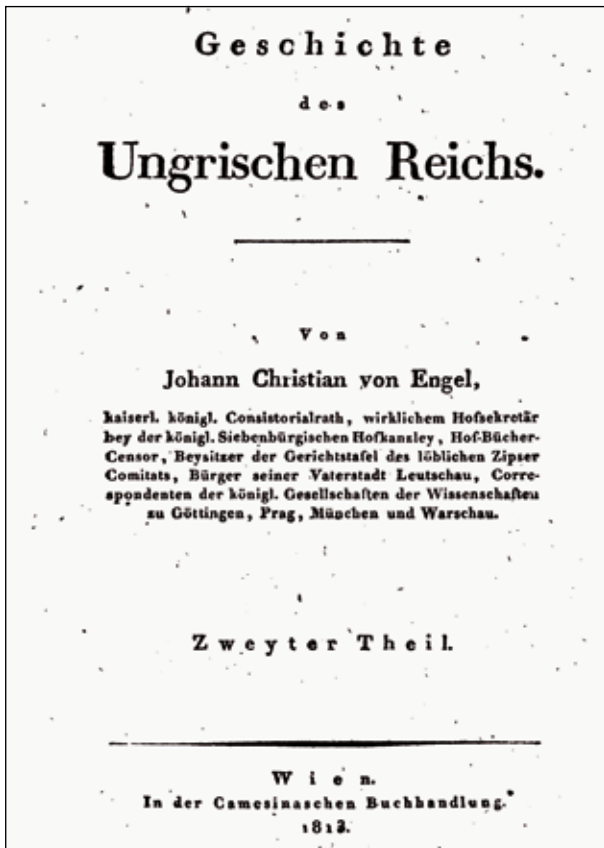 Geschichte
des
Ungrischen Reichs.
Von
Johann Christian von Engel,
kaiserl. königl. Consistorialrath, wirklichem Hofsekretär
bey der königl. Siebenbürgischen Hofkanzley, Hof-Bücher-
Censor, Beysitzer der Gerichtstafel des löblichen Zipser
Comitats, Bürger seiner Vaterstadt Leutschau, Corre-
spondenten der königl. Gesellschaften der Wissenschaften
zu Göttingen, Prag, München und Warschau.
Zweyter Theil.
Wien.
In der Camesinaschen Buchhandlung.
1813.